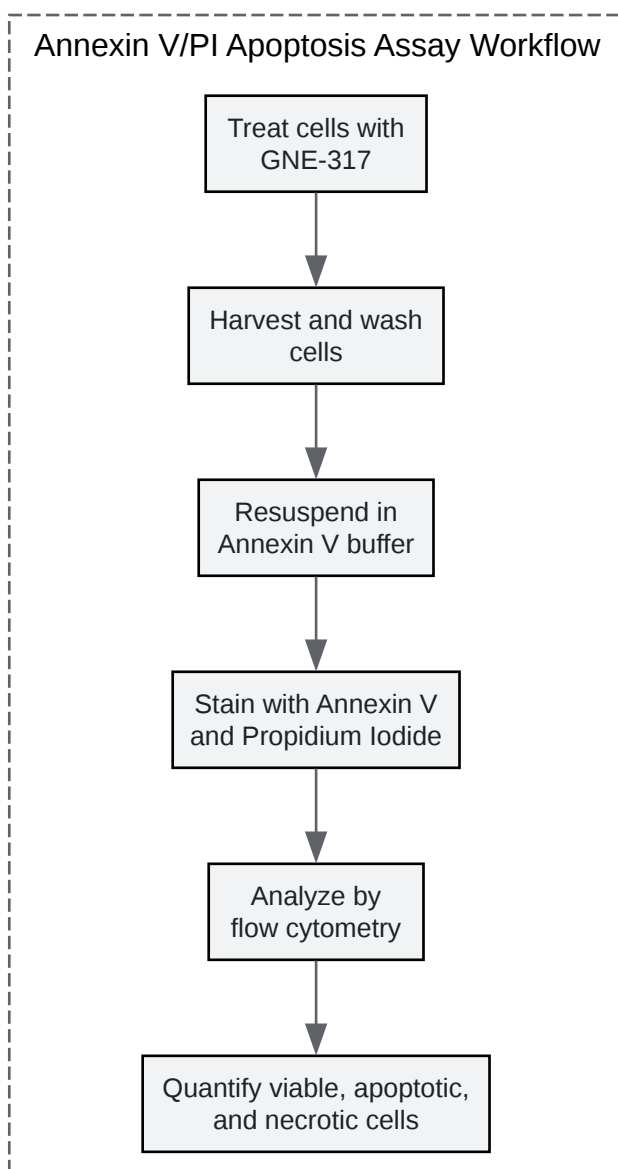 Annexin V/PI Apoptosis Assay Workflow
Treat cells with
GNE-317
Harvest and wash
cells
Resuspend in
Annexin V buffer
Stain with Annexin V
and Propidium Iodide
Analyze by
flow cytometry
Quantify viable, apoptotic,
and necrotic cells